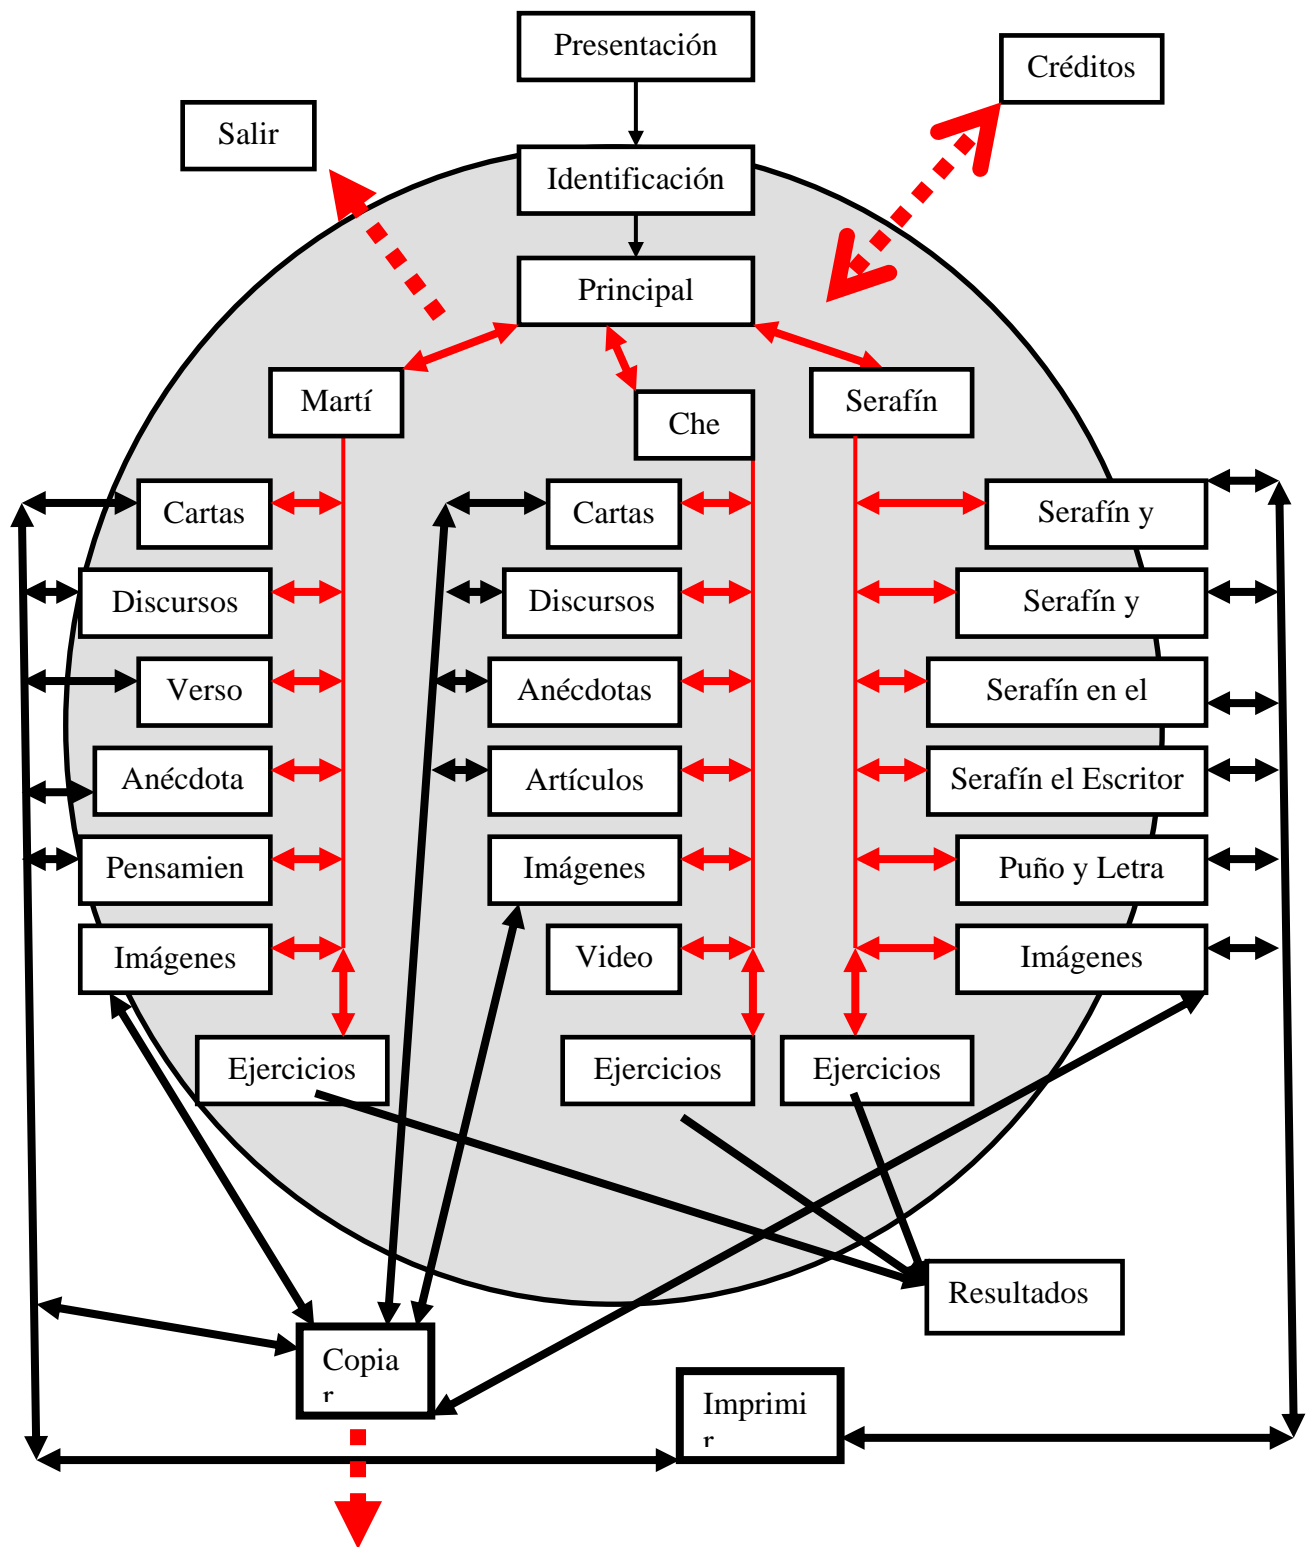 Presentación
Créditos
Salir
Identificación
Principal
Martí
Che
Serafín
Cartas
Cartas
Serafín y
Discursos
Discursos
Serafín y
Verso
Anécdotas
Serafín en el
Anécdota
Artículos
Serafín el Escritor
Pensamien
Imágenes
Puño y Letra
Imágenes
Video
Imágenes
Ejercicios
Ejercicios
Ejercicios
Resultados
Copia
r
Imprimi
r